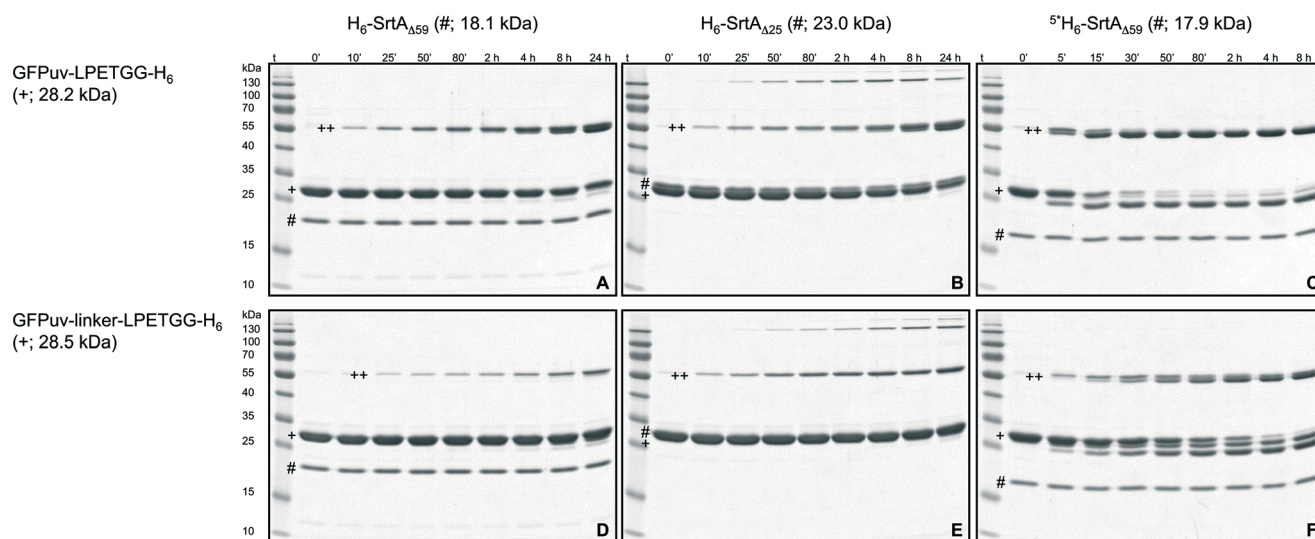 H6-SrtAΔ59 (#; 18.1 kDa)
H6-SrtAΔ25 (#; 23.0 kDa)
5*H6-SrtAΔ59 (#; 17.9 kDa)
GFPuv-LPETGG-H6
(+; 28.2 kDa)
t 0' 10' 25' 50' 80' 2 h 4 h 8 h 24 h
kDa
130
100
70
55
40
35
25
15
10
++
+
#
A
t 0' 10' 25' 50' 80' 2 h 4 h 8 h 24 h
++
#
+
B
t 0' 5' 15' 30' 50' 80' 2 h 4 h 8 h
++
+
#
C
GFPuv-linker-LPETGG-H6
(+; 28.5 kDa)
kDa
130
100
70
55
40
35
25
15
10
++
+
#
D
++
#
+
E
++
+
#
F